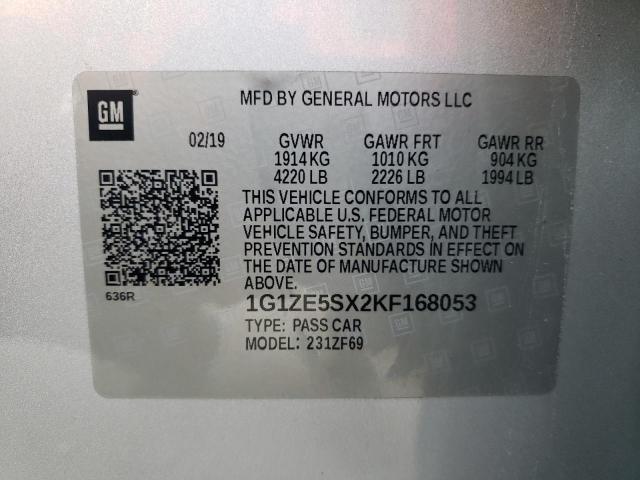 GM
MFD BY GENERAL MOTORS LLC
02/19 GVWR GAWR FRT GAWR RR
1914 KG 1010 KG 904 KG
4220 LB 2226 LB 1994 LB
THIS VEHICLE CONFORMS TO ALL
APPLICABLE U.S. FEDERAL MOTOR
VEHICLE SAFETY, BUMPER, AND THEFT
PREVENTION STANDARDS IN EFFECT ON
THE DATE OF MANUFACTURE SHOWN
ABOVE.
636R
1G1ZE5SX2KF168053
TYPE: PASS CAR
MODEL: 231ZF69